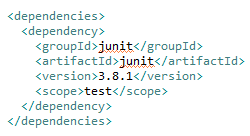 <dependencies>
<dependency>
<groupId>junit</groupId>
<artifactId>junit</artifactId>
<version>3.8.1</version>
<scope>test</scope>
</dependency>
</dependencies>